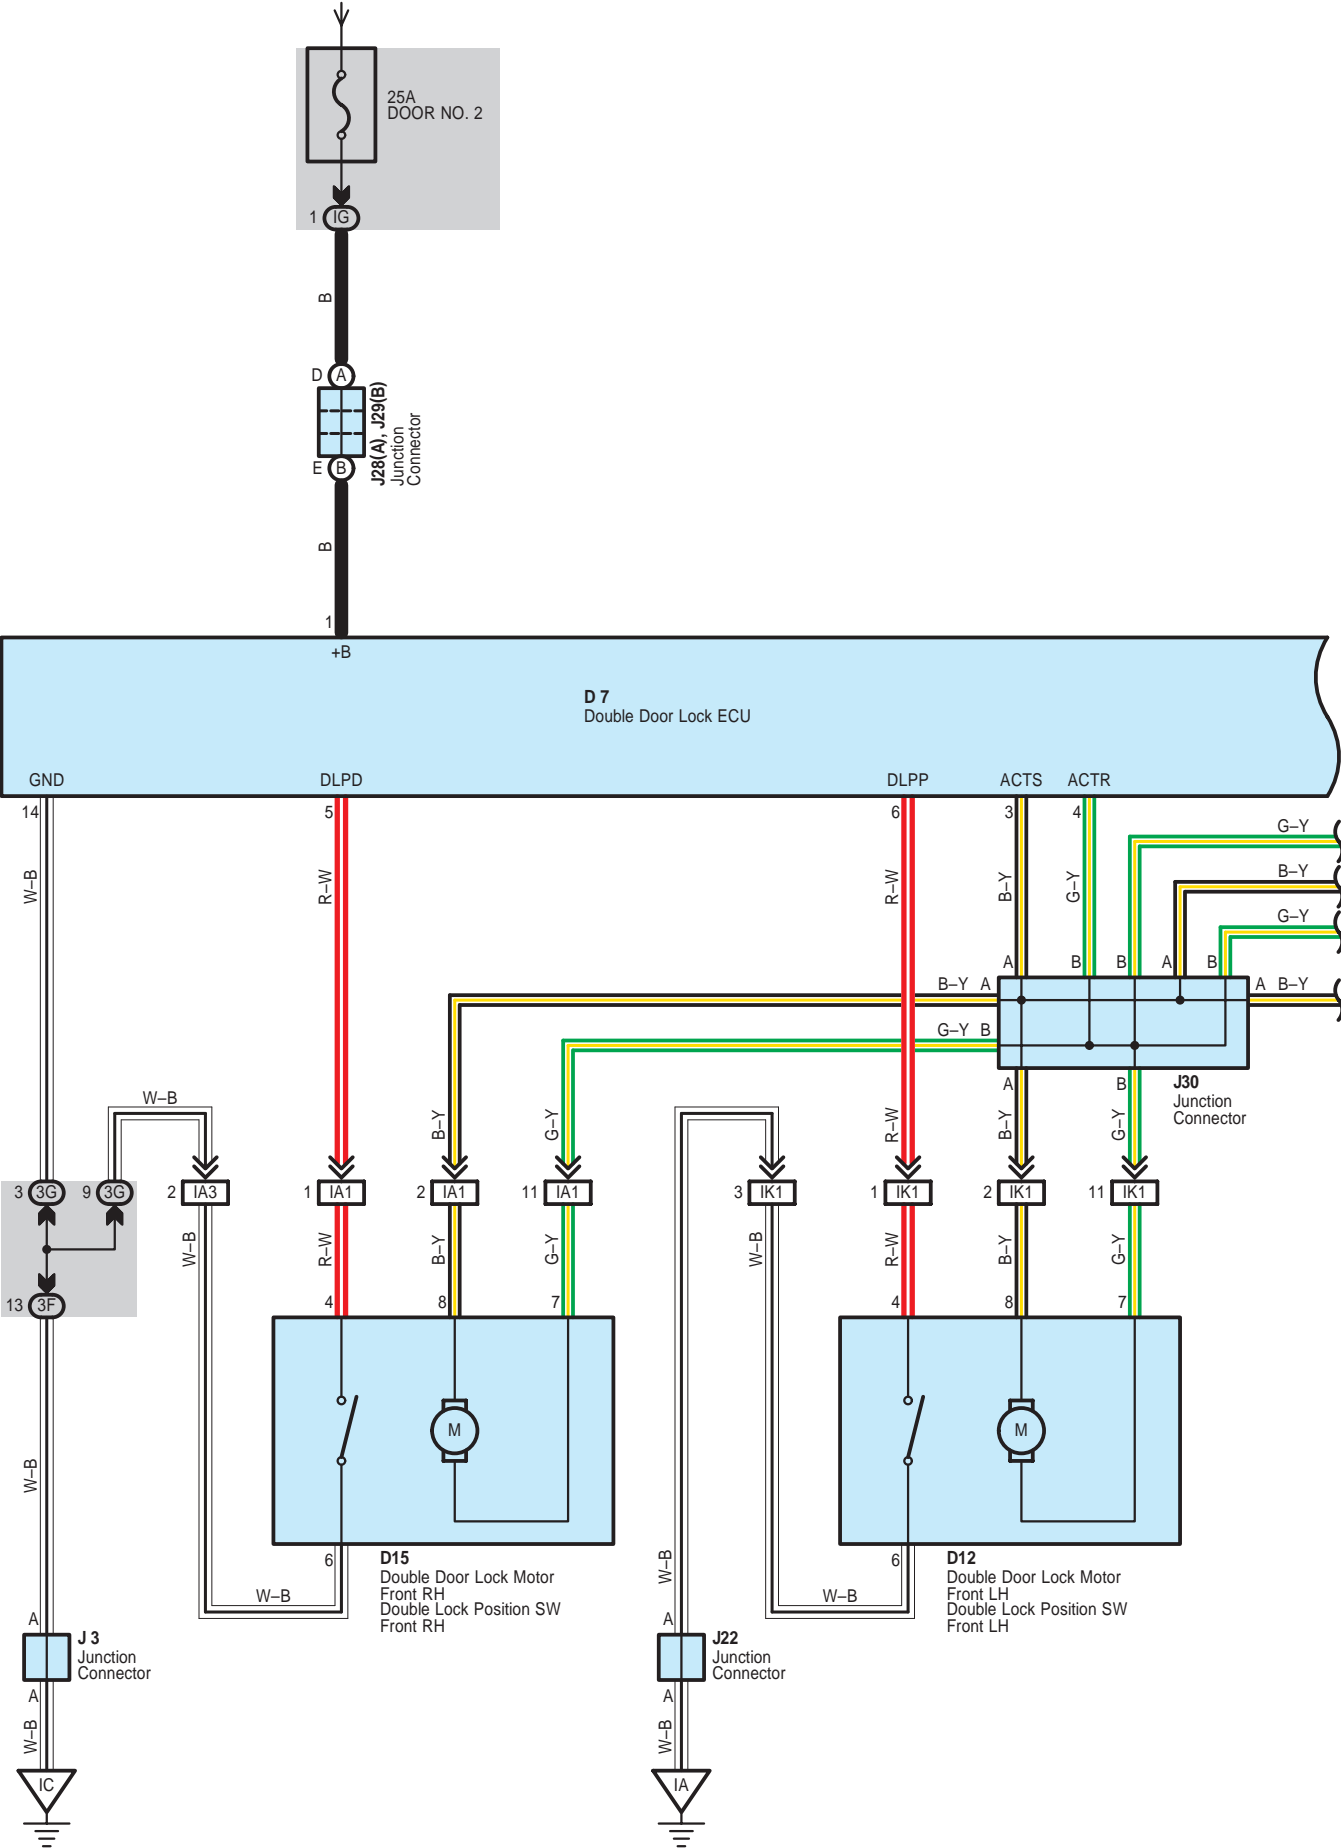 25A
DOOR NO. 2
1 IG
B
D A
J28(A), J29(B)
Junction
Connector
E B
B
1
+B
D 7
Double Door Lock ECU
GND DLPD DLPP ACTS ACTR
14 5 6 3 4
G–Y
B–Y
G–Y
W–B R–W R–W B–Y G–Y
A B B A B
B–Y A A B–Y
G–Y B
A B
J30
Junction
Connector
W–B
B–Y G–Y R–W B–Y G–Y
3 3G 9 3G 2 IA3 1 IA1 2 IA1 11 IA1 3 IK1 1 IK1 2 IK1 11 IK1
W–B R–W B–Y G–Y W–B R–W B–Y G–Y
13 3F 4 8 7 4 8 7
M M
W–B
6
D15
Double Door Lock Motor
Front RH
Double Lock Position SW
Front RH
W–B
W–B
6
D12
Double Door Lock Motor
Front LH
Double Lock Position SW
Front LH
W–B
A
J 3
Junction
Connector
A
W–B
IC
A
J22
Junction
Connector
A
W–B
IA